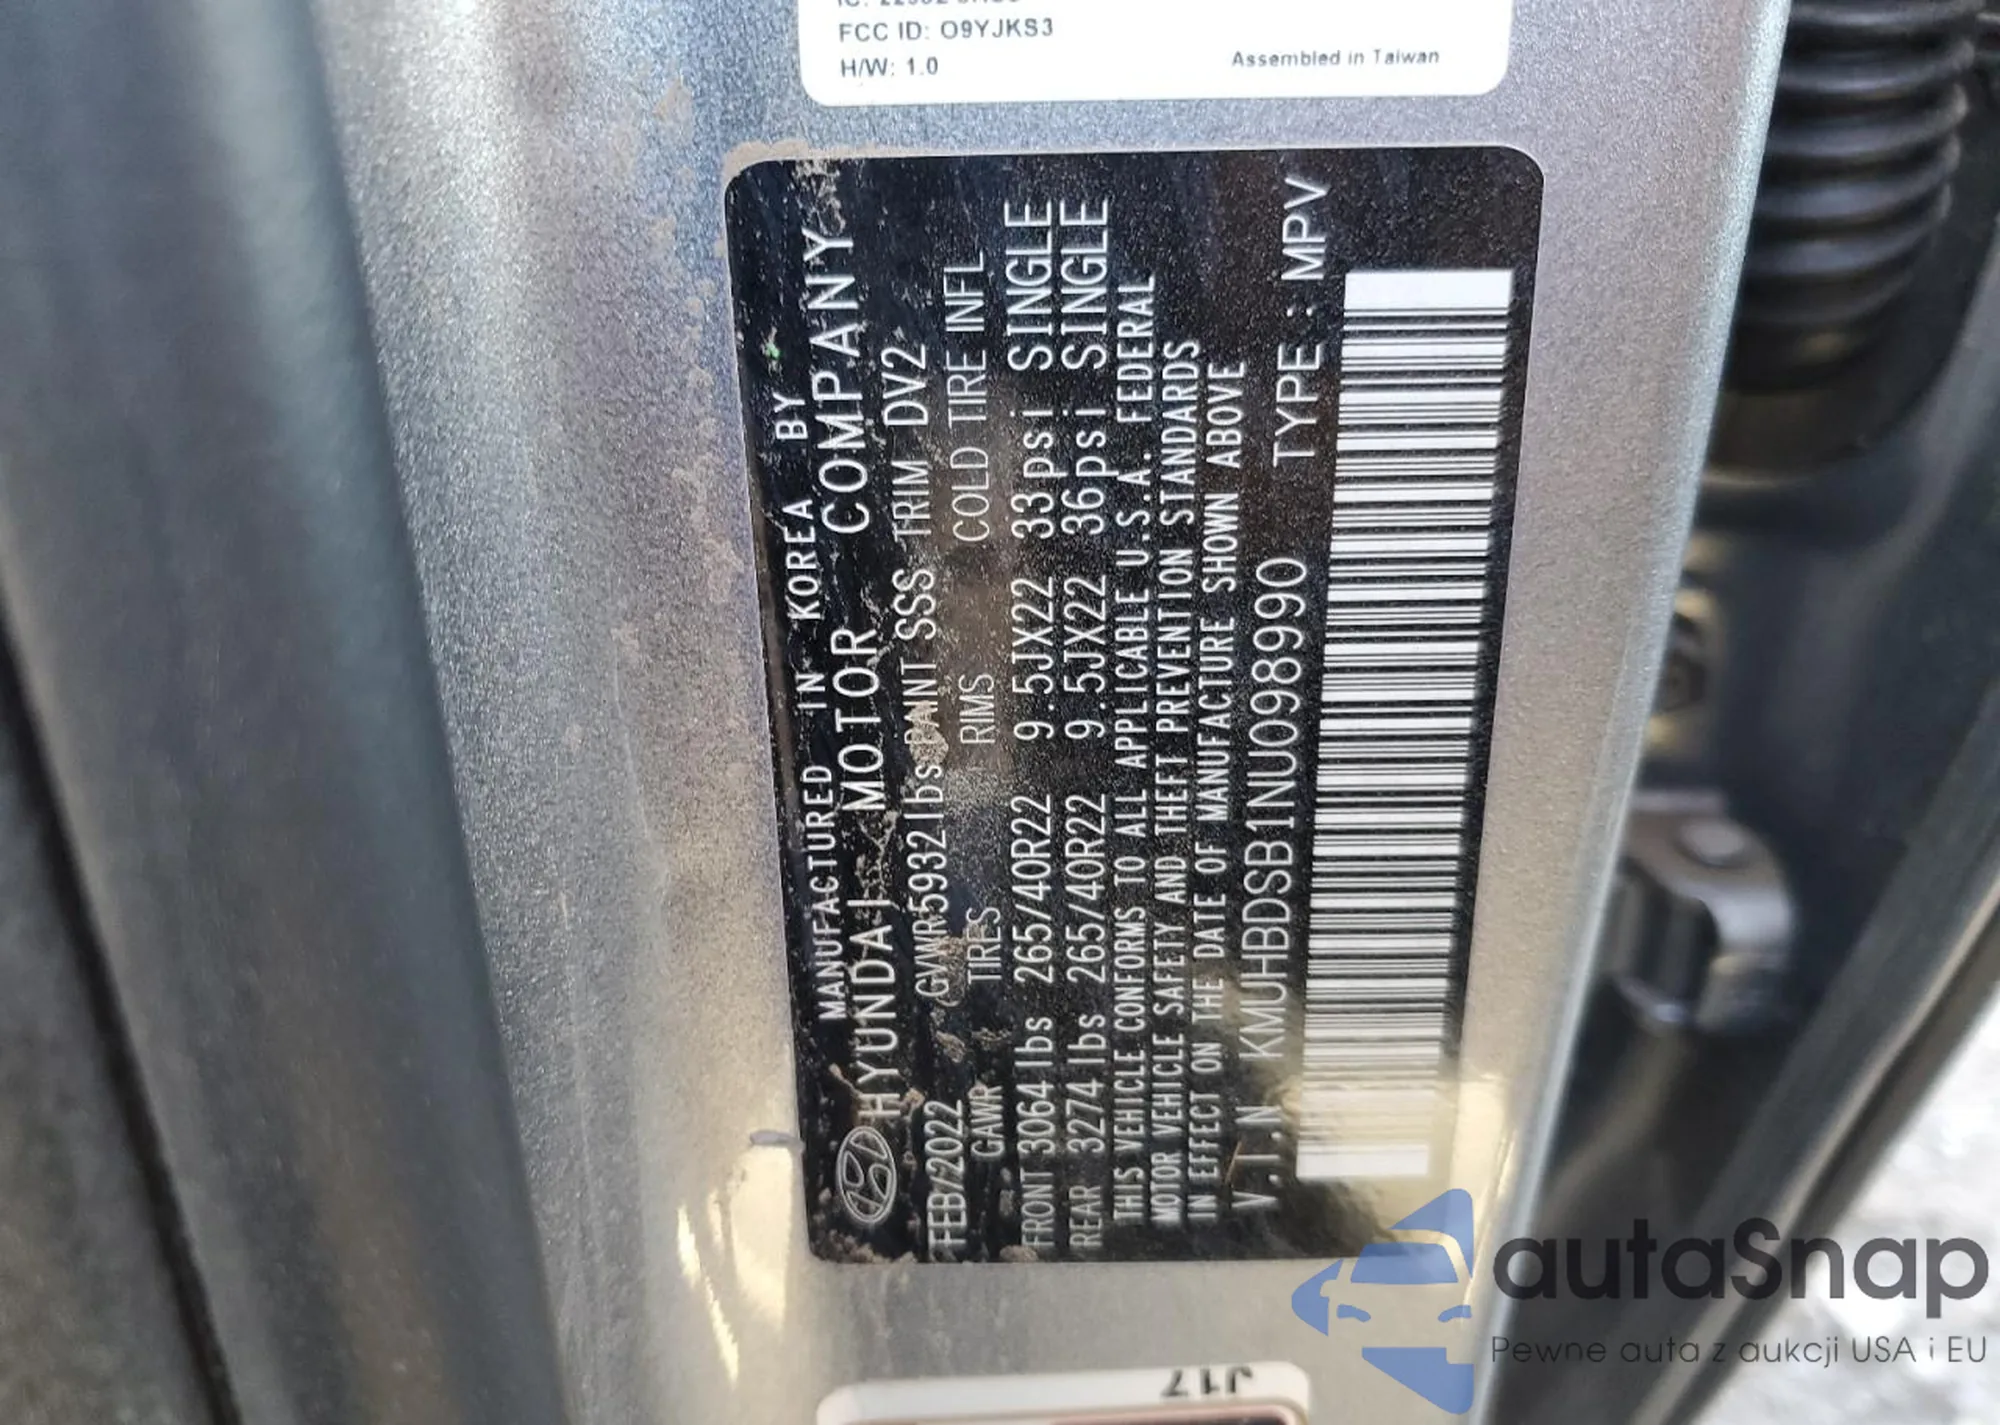 FCC ID: O9YJKS3
H/W: 1.0
Assembled in Taiwan
MANUFACTURED IN KOREA BY
HYUNDAI MOTOR COMPANY
FEB/2022 GVWR 5932lbs PAINT SSS TRIM DV2
GAWR TIRES RIMS COLD TIRE INFL
FRONT 3064 lbs 265/40R22 9.5JX22 33psi SINGLE
REAR 3274 lbs 265/40R22 9.5JX22 36psi SINGLE
THIS VEHICLE CONFORMS TO ALL APPLICABLE U.S.A. FEDERAL
MOTOR VEHICLE SAFETY AND THEFT PREVENTION STANDARDS
IN EFFECT ON THE DATE OF MANUFACTURE SHOWN ABOVE
V.I.N KMUHBDSB1NU098990 TYPE : MPV
J17
autaSnap
Pewne auta z aukcji USA i EU